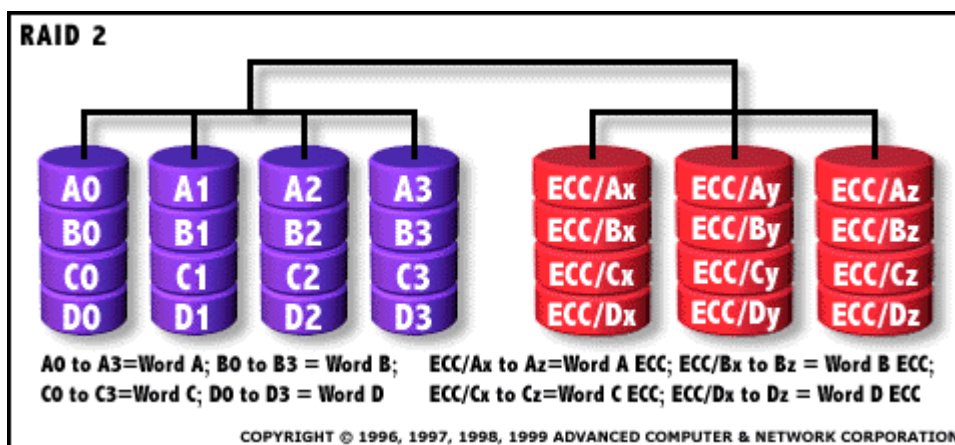 RAID 2
A0 A1 A2 A3 ECC/Ax ECC/Ay ECC/Az
B0 B1 B2 B3 ECC/Bx ECC/By ECC/Bz
C0 C1 C2 C3 ECC/Cx ECC/Cy ECC/Cz
D0 D1 D2 D3 ECC/Dx ECC/Dy ECC/Dz
A0 to A3=Word A; B0 to B3 = Word B;
C0 to C3=Word C; D0 to D3 = Word D
ECC/Ax to Az=Word A ECC; ECC/Bx to Bz = Word B ECC;
ECC/Cx to Cz=Word C ECC; ECC/Dx to Dz = Word D ECC
COPYRIGHT © 1996, 1997, 1998, 1999 ADVANCED COMPUTER & NETWORK CORPORATION